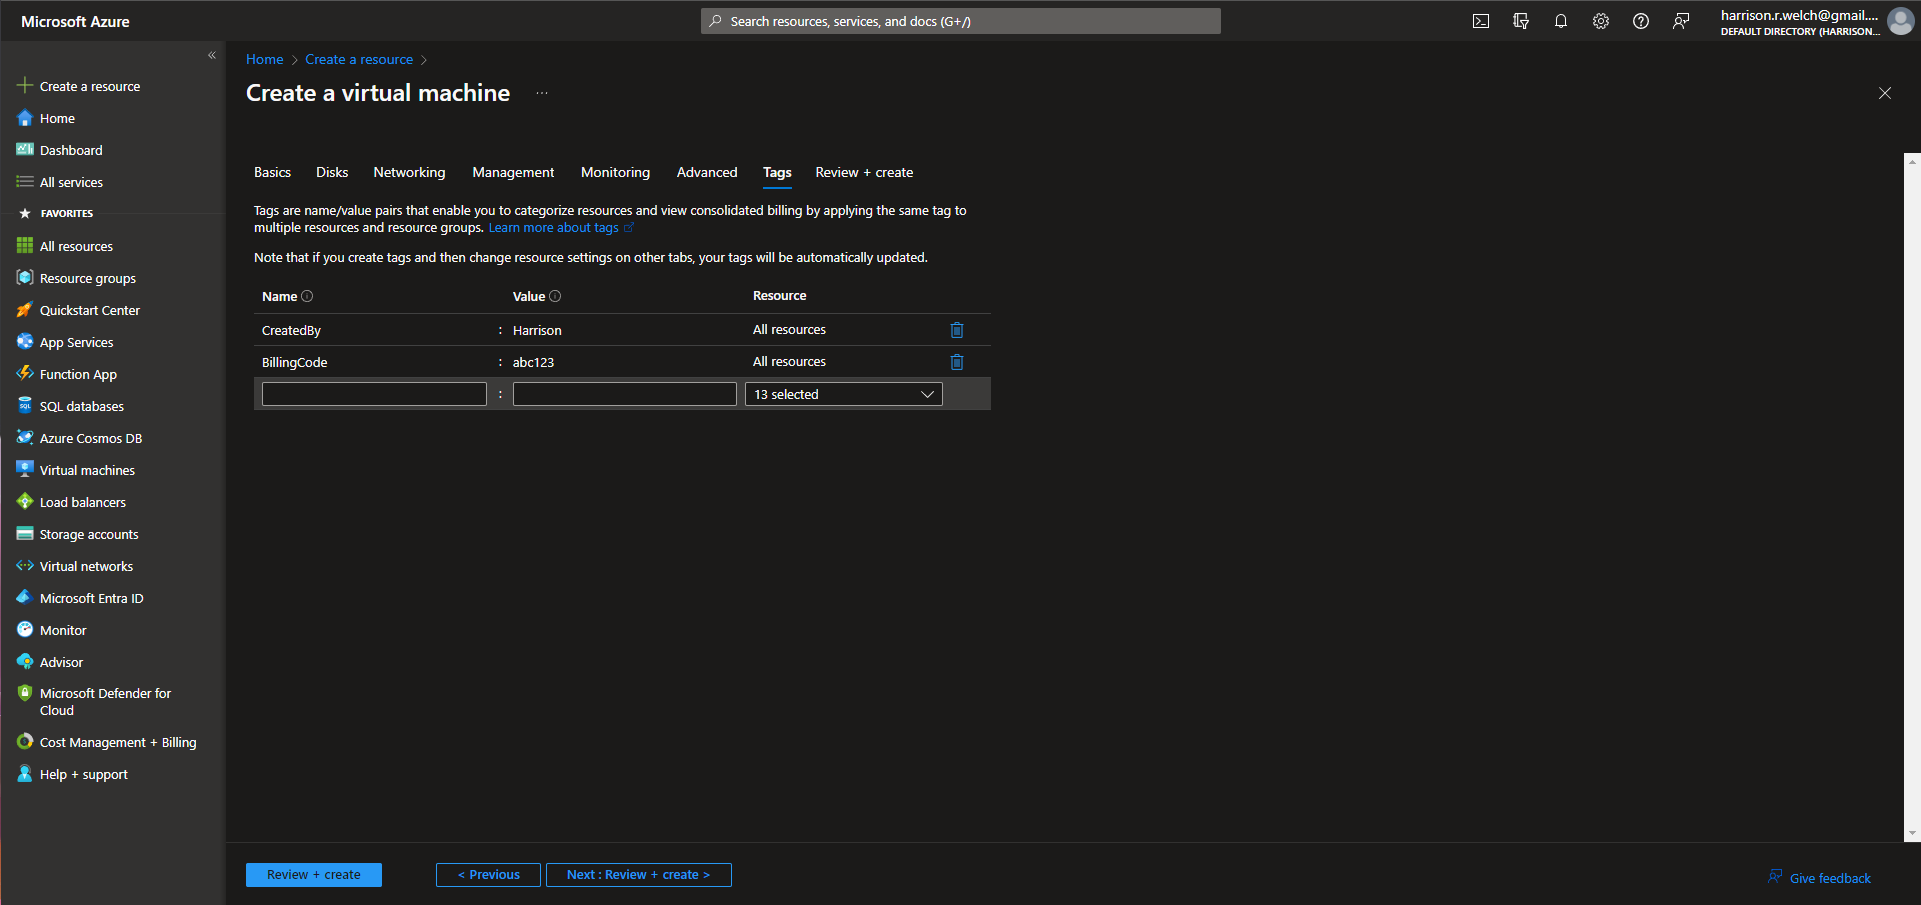 Microsoft Azure
Search resources, services, and docs (G+/)
harrison.r.welch@gmail....
DEFAULT DIRECTORY (HARRISON...
Create a resource
Home
Dashboard
All services
FAVORITES
All resources
Resource groups
Quickstart Center
App Services
Function App
SQL databases
Azure Cosmos DB
Virtual machines
Load balancers
Storage accounts
Virtual networks
Microsoft Entra ID
Monitor
Advisor
Microsoft Defender for
Cloud
Cost Management + Billing
Help + support
Home > Create a resource >
Create a virtual machine ...
Basics Disks Networking Management Monitoring Advanced Tags Review + create
Tags are name/value pairs that enable you to categorize resources and view consolidated billing by applying the same tag to
multiple resources and resource groups. Learn more about tags
Note that if you create tags and then change resource settings on other tabs, your tags will be automatically updated.
Name Value Resource
CreatedBy : Harrison All resources
BillingCode : abc123 All resources
: 13 selected
Review + create < Previous Next : Review + create >
Give feedback